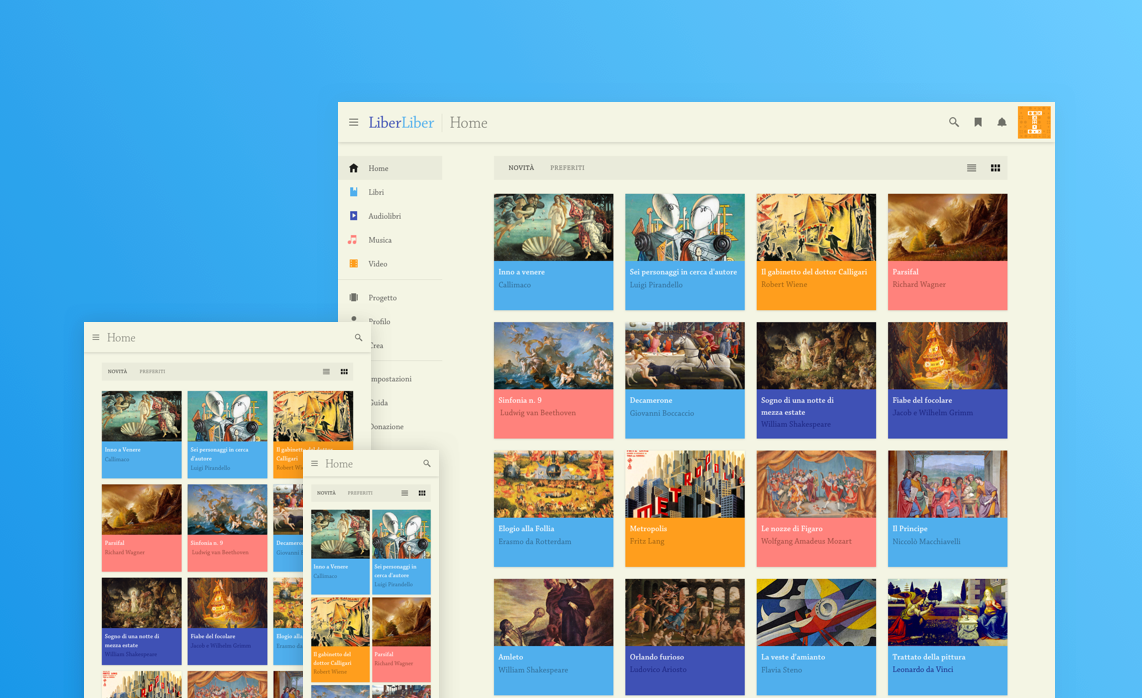 LiberLiber Home
Home
Libri
Audiolibri
Musica
Video
Progetto
Profilo
Crea
mpostazioni
Guida
Donazione
NOVITÀ PREFERITI
Inno a venere
Callimaco
Sei personaggi in cerca d'autore
Luigi Pirandello
Il gabinetto del dottor Calligari
Robert Wiene
Parsifal
Richard Wagner
Sinfonia n. 9
Ludwig van Beethoven
Decamerone
Giovanni Boccaccio
Sogno di una notte di
mezza estate
William Shakespeare
Fiabe del focolare
Jacob e Wilhelm Grimm
Elogio alla Follia
Erasmo da Rotterdam
METROPO
Metropolis
Fritz Lang
Le nozze di Figaro
Wolfgang Amadeus Mozart
Il Principe
Niccolò Macchiavelli
Amleto
William Shakespeare
Orlando furioso
Ludovico Ariosto
La veste d'amianto
Flavia Steno
Trattato della pittura
Leonardo da Vinci
Home
NOVITÀ PREFERITI
Inno a Venere
Callimaco
Sei personaggi in cerca
d'autore
Luigi Pirandello
Il gabinetto del dottor
Calligari
Robert Wi
Parsifal
Richard Wagner
Sinfonia n. 9
Ludwig van Beethoven
Decamero
Giovanni B
Sogno di una notte di
mezza estate
William Shakespeare
Fiabe del focolare
Jacob e Wilhelm Grimm
Elogio alla
Erasmo da
Home
NOVITÀ PREFERITI
Inno a Venere
Callimaco
Sei personaggi in
cerca d'autore
Luigi Pirandello
Il gabinetto del
dottor Calligari
Robert Wiene
Parsifal
Richard Wagner